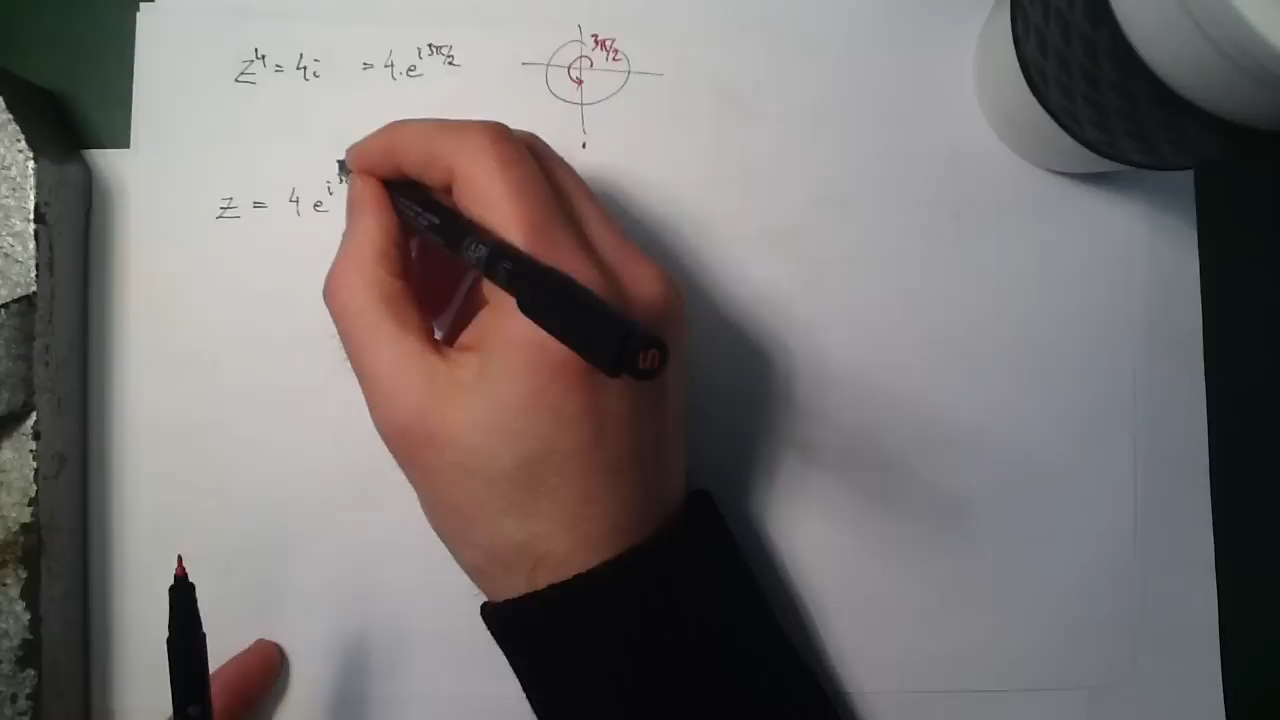 z⁴ = 4i = 4·e^{i3π/2}
3π/2
z = 4 e^{i